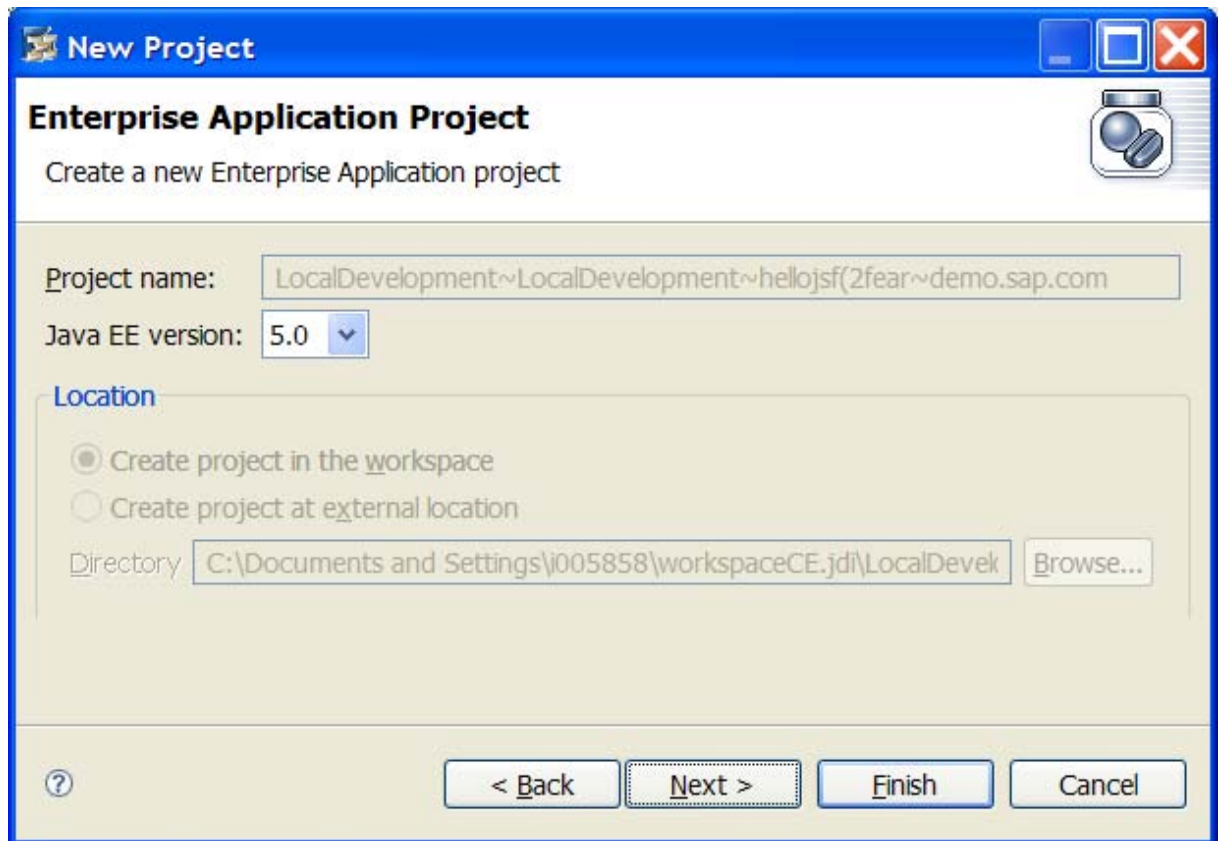 New Project
Enterprise Application Project
Create a new Enterprise Application project
Project name: LocalDevelopment~LocalDevelopment~hellojsf(2fear~demo.sap.com
Java EE version: 5.0
Location
Create project in the workspace
Create project at external location
Directory C:\Documents and Settings\i005858\workspaceCE.jdi\LocalDevel Browse...
? < Back Next > Finish Cancel